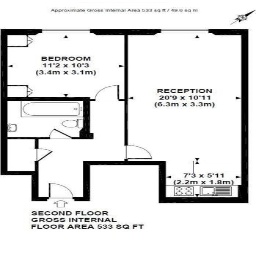 Approximate Gross Internal Area 533 sq ft / 49.6 sq m
BEDROOM
11'2 x 10'3
(3.4m x 3.1m)
RECEPTION
20'9 x 10'11
(6.3m x 3.3m)
7'3 x 5'11
(2.2m x 1.8m)
SECOND FLOOR
GROSS INTERNAL
FLOOR AREA 533 SQ FT